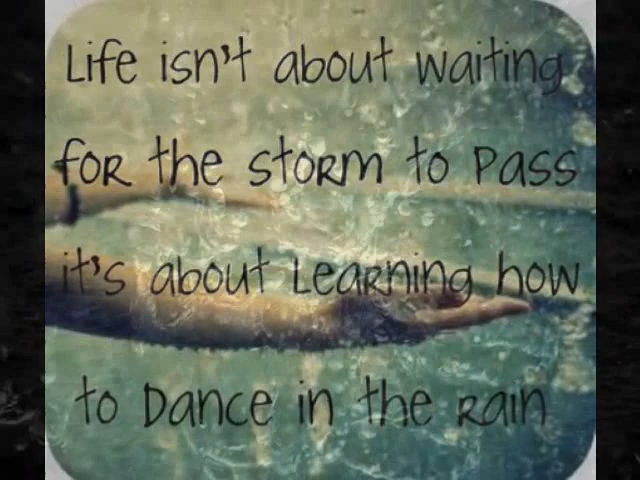 Life isn't about waiting
for the storm to pass
it's about Learning how
to Dance in the rain